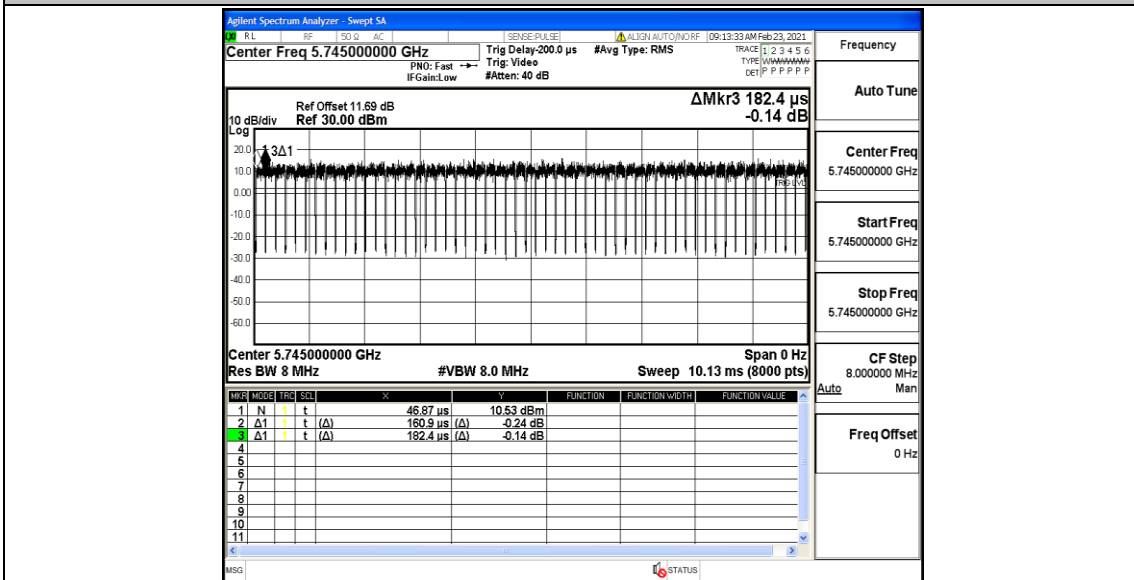 Agilent Spectrum Analyzer - Swept SA
RL RF 50 Ω AC SENSE:PULSE ALIGN AUTO/NO RF 09:13:33 AM Feb 23, 2021
Center Freq 5.745000000 GHz
PNO: Fast
IFGain:Low
Trig Delay-200.0 µs
Trig: Video
#Atten: 40 dB
#Avg Type: RMS
TRACE 1 2 3 4 5 6
TYPE WWWWWW
DET P P P P P P
ΔMkr3 182.4 µs
-0.14 dB
Ref Offset 11.69 dB
10 dB/div Ref 30.00 dBm
Log
20.0
10.0
0.00
-10.0
-20.0
-30.0
-40.0
-50.0
-60.0
3Δ1
TRIG LVL
Center 5.745000000 GHz Span 0 Hz
Res BW 8 MHz #VBW 8.0 MHz Sweep 10.13 ms (8000 pts)
MKR MODE TRC SCL X Y FUNCTION FUNCTION WIDTH FUNCTION VALUE
1 N 1 t 46.87 µs 10.53 dBm
2 Δ1 1 t (Δ) 160.9 µs (Δ) -0.24 dB
3 Δ1 1 t (Δ) 182.4 µs (Δ) -0.14 dB
4
5
6
7
8
9
10
11
MSG STATUS
Frequency
Auto Tune
Center Freq
5.745000000 GHz
Start Freq
5.745000000 GHz
Stop Freq
5.745000000 GHz
CF Step
8.000000 MHz
Auto Man
Freq Offset
0 Hz